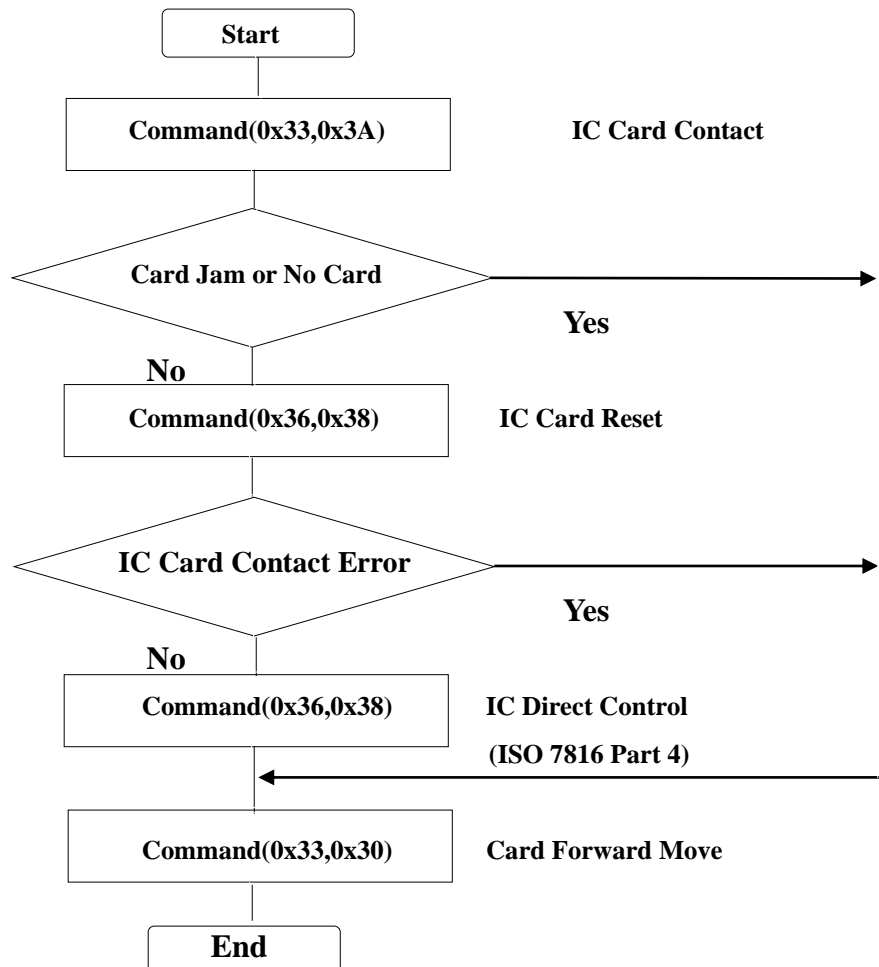 Start
Command(0x33,0x3A)
IC Card Contact
Card Jam or No Card
Yes
No
Command(0x36,0x38)
IC Card Reset
IC Card Contact Error
Yes
No
Command(0x36,0x38)
IC Direct Control
(ISO 7816 Part 4)
Command(0x33,0x30)
Card Forward Move
End